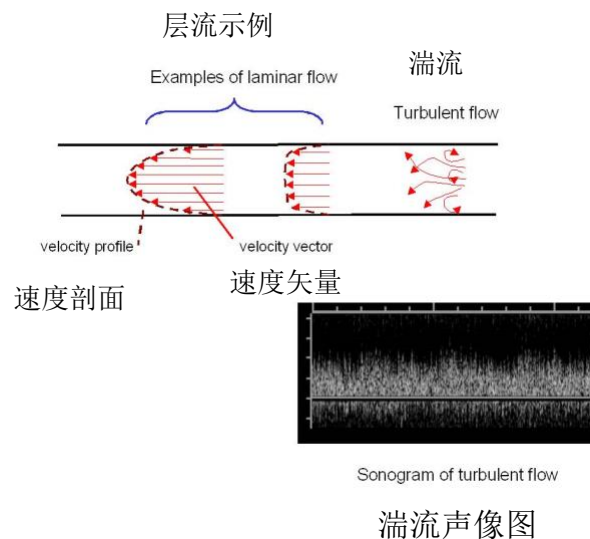 层流示例
Examples of laminar flow
湍流
Turbulent flow
velocity profile
velocity vector
速度剖面
速度矢量
Sonogram of turbulent flow
湍流声像图